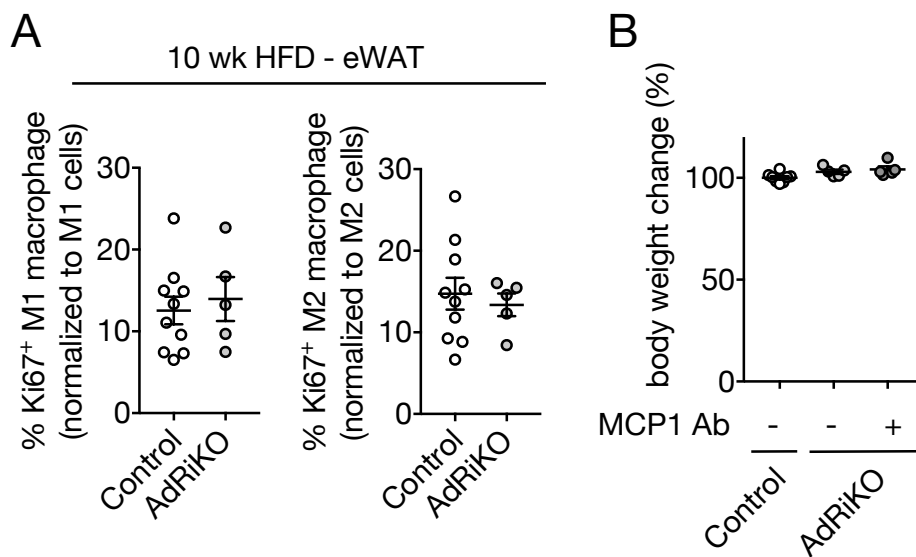 A
10 wk HFD - eWAT
% Ki67+ M1 macrophage
(normalized to M1 cells)
30
20
10
0
Control
AdRiKO
% Ki67+ M2 macrophage
(normalized to M2 cells)
30
20
10
0
Control
AdRiKO
B
body weight change (%)
100
50
0
MCP1 Ab - - +
Control
AdRiKO